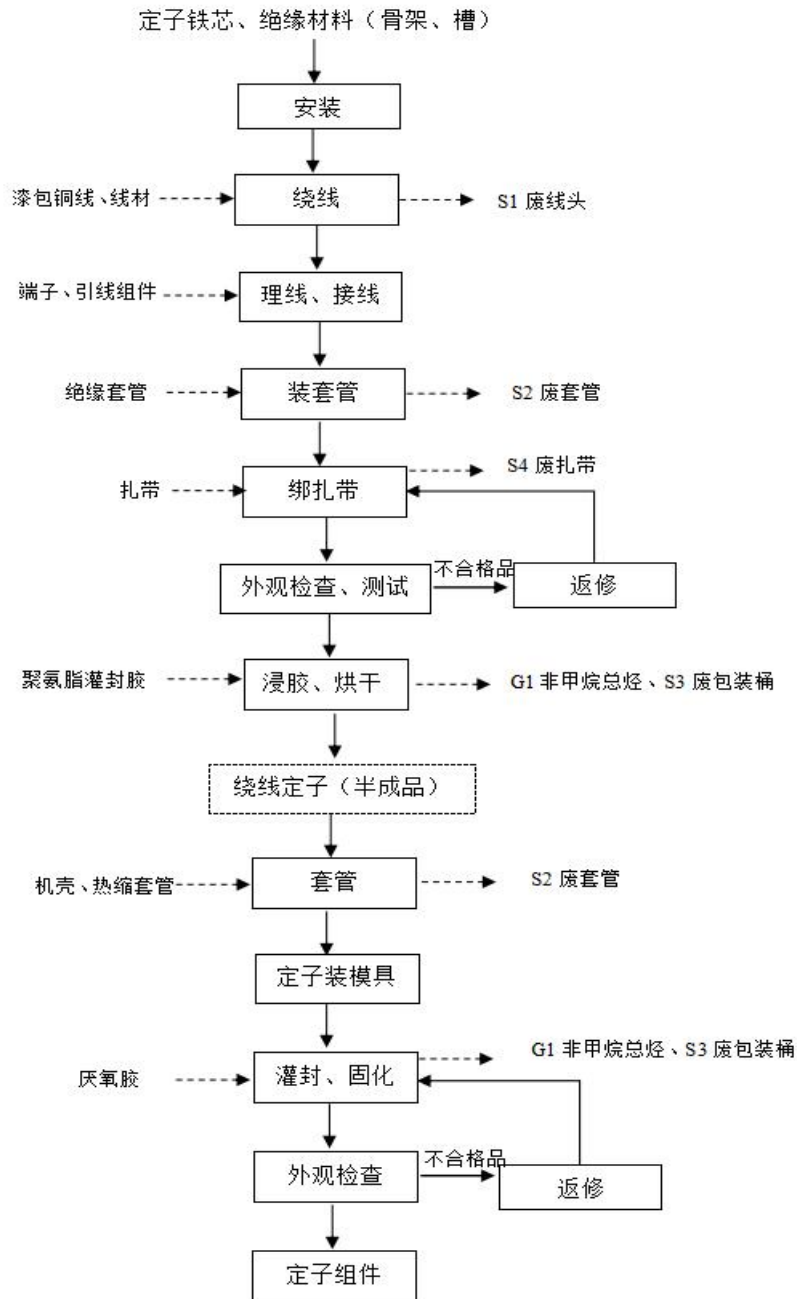 定子铁芯、绝缘材料（骨架、槽）
安装
漆包铜线、线材
绕线
S1 废线头
端子、引线组件
理线、接线
绝缘套管
装套管
S2 废套管
S4 废扎带
扎带
绑扎带
外观检查、测试
不合格品
返修
聚氨脂灌封胶
浸胶、烘干
G1 非甲烷总烃、S3 废包装桶
绕线定子（半成品）
机壳、热缩套管
套管
S2 废套管
定子装模具
G1 非甲烷总烃、S3 废包装桶
厌氧胶
灌封、固化
外观检查
不合格品
返修
定子组件